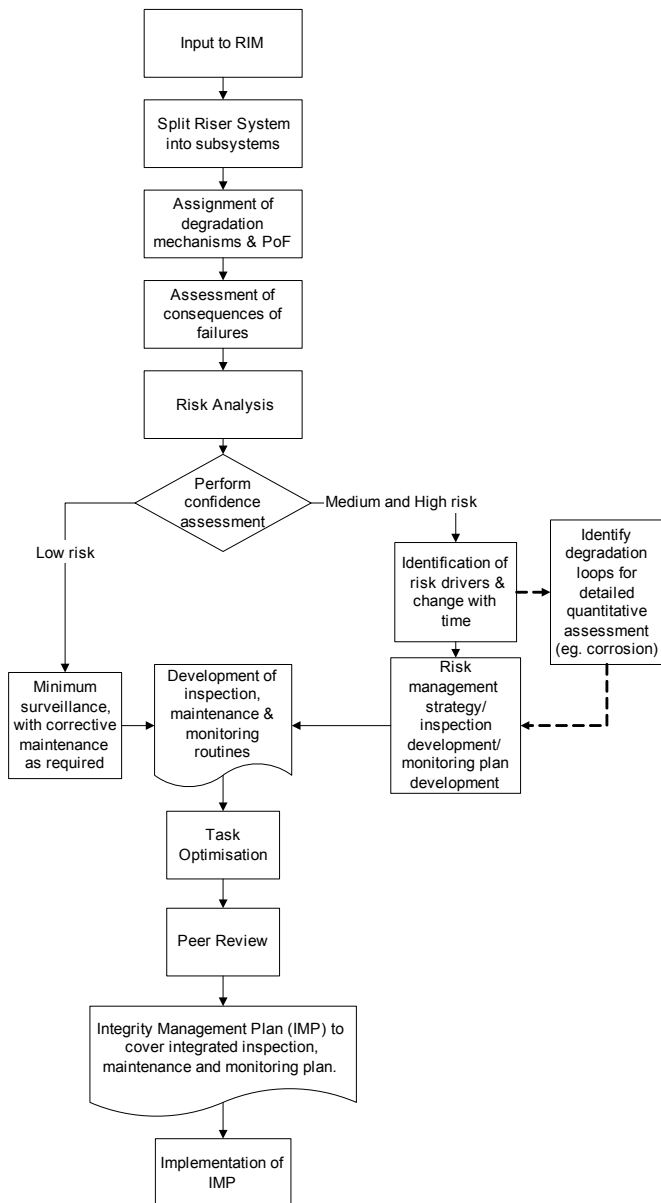 Input to RIM
Split Riser System
into subsystems
Assignment of
degradation
mechanisms & PoF
Assessment of
consequences of
failures
Risk Analysis
Perform
confidence
assessment
Medium and High risk
Low risk
Identification of
risk drivers &
change with
time
Identify
degradation
loops for
detailed
quantitative
assessment
(eg. corrosion)
Minimum
surveillance,
with corrective
maintenance
as required
Development of
inspection,
maintenance &
monitoring
routines
Risk
management
strategy/
inspection
development/
monitoring plan
development
Task
Optimisation
Peer Review
Integrity Management Plan (IMP) to
cover integrated inspection,
maintenance and monitoring plan.
Implementation of
IMP